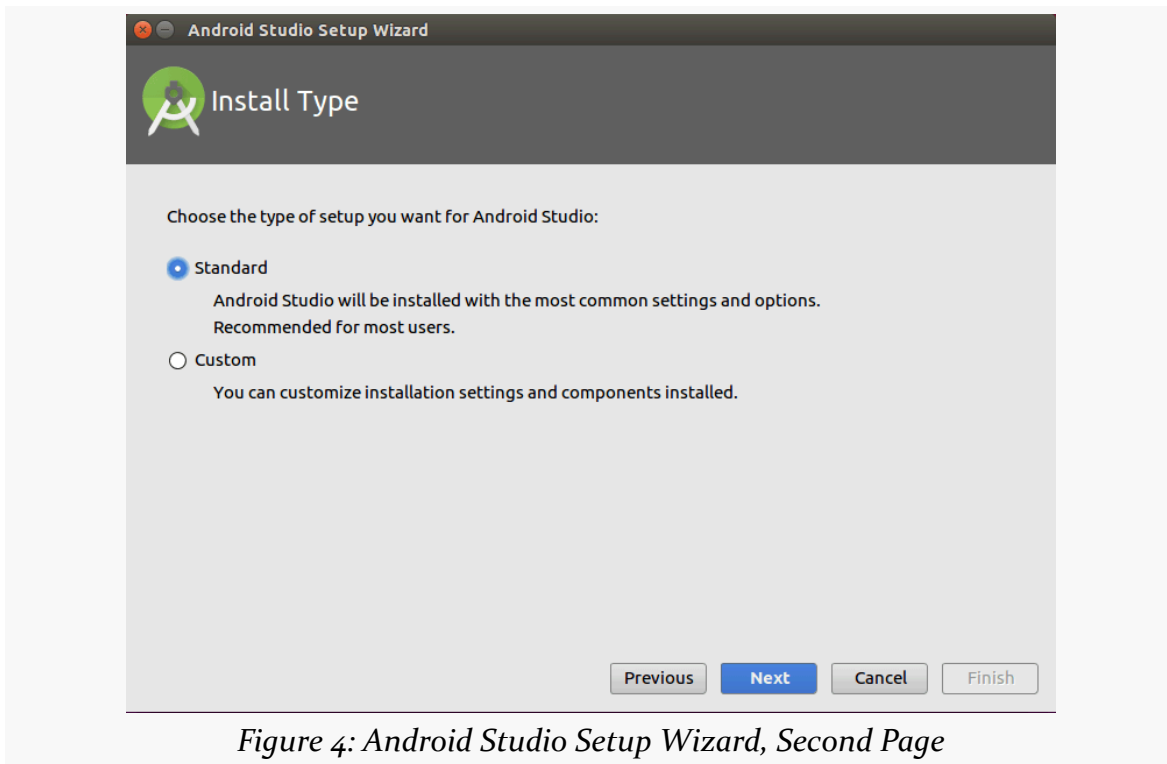 Android Studio Setup Wizard
Install Type
Choose the type of setup you want for Android Studio:
Standard
Android Studio will be installed with the most common settings and options.
Recommended for most users.
Custom
You can customize installation settings and components installed.
Previous Next Cancel Finish
Figure 4: Android Studio Setup Wizard, Second Page